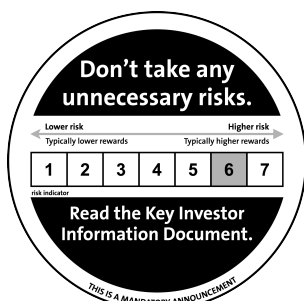 Don't take any
unnecessary risks.
Lower risk Higher risk
Typically lower rewards Typically higher rewards
1 2 3 4 5 6 7
risk indicator
Read the Key Investor
Information Document.
THIS IS A MANDATORY ANNOUNCEMENT